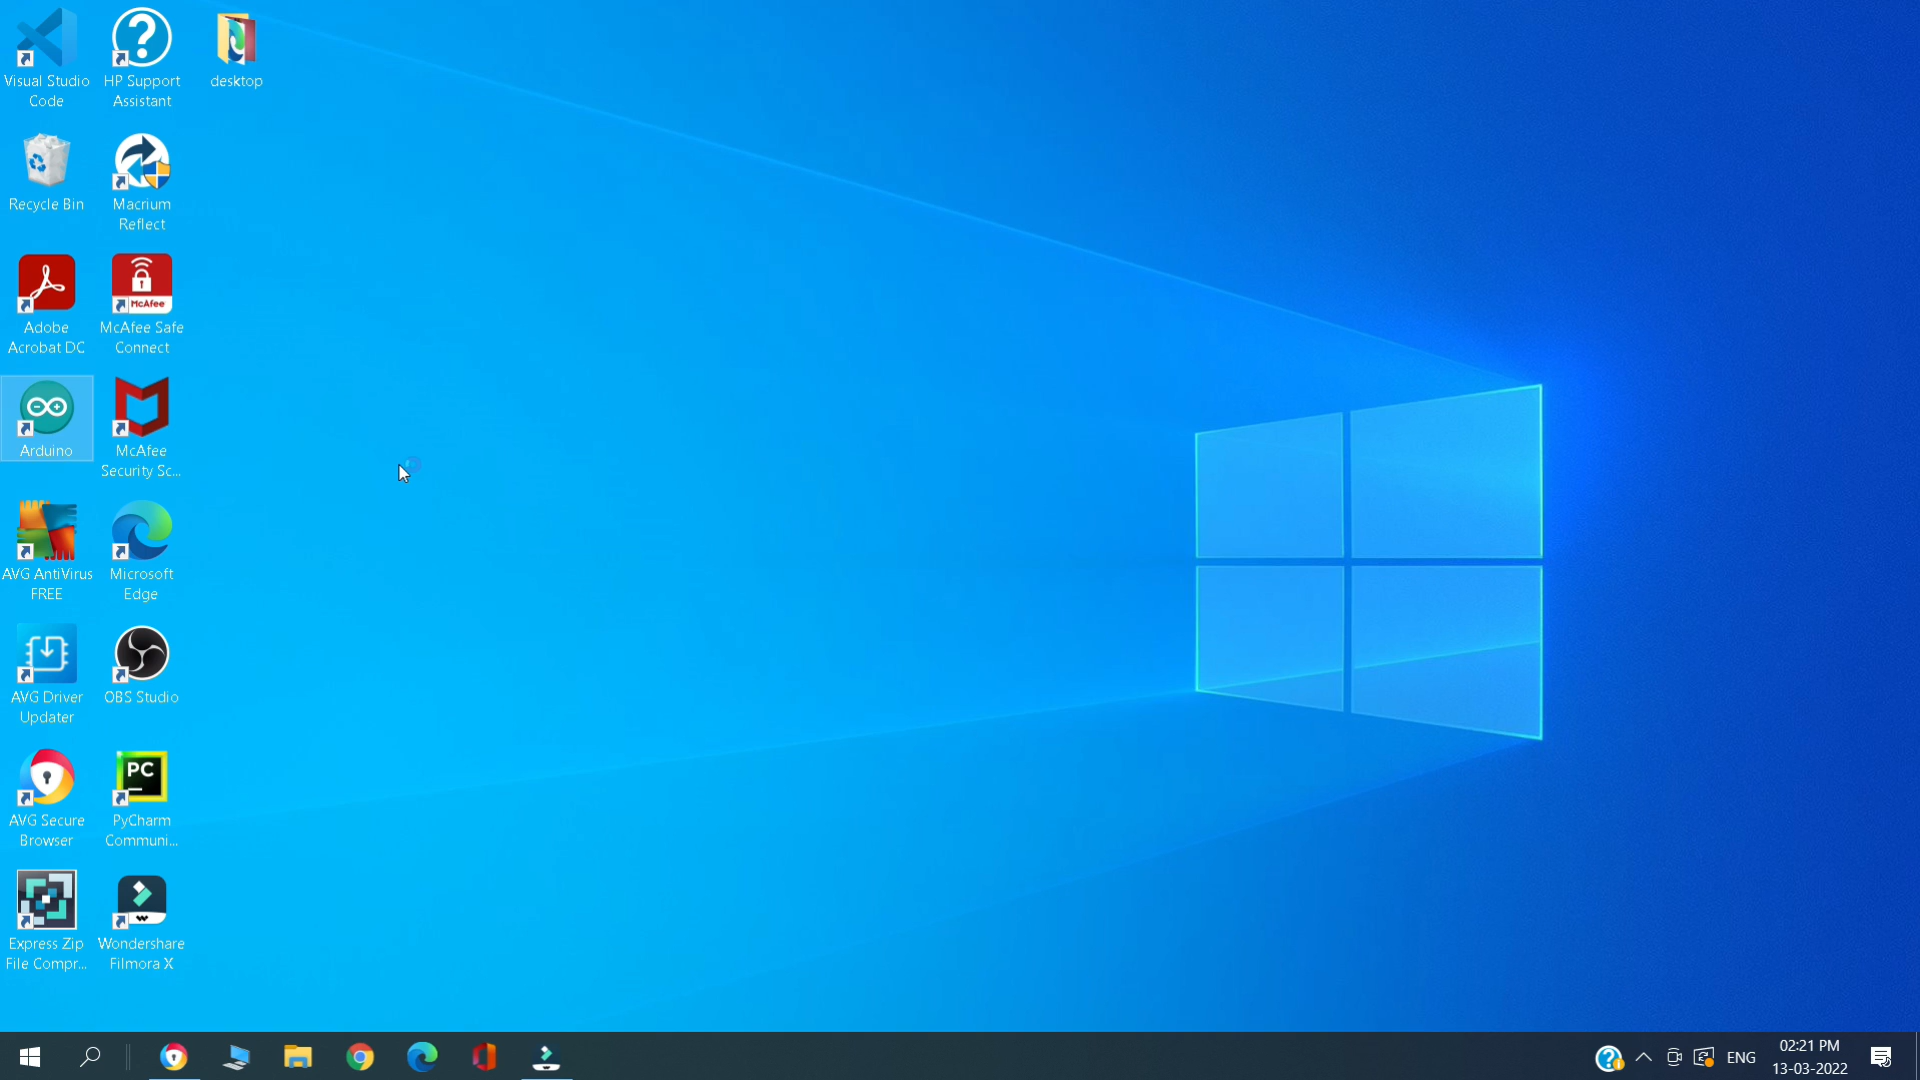 Visual Studio
Code
HP Support
Assistant
desktop
Recycle Bin
Macrium
Reflect
Adobe
Acrobat DC
McAfee
McAfee Safe
Connect
Arduino
McAfee
Security Sc...
AVG AntiVirus
FREE
Microsoft
Edge
AVG Driver
Updater
OBS Studio
AVG Secure
Browser
PC
PyCharm
Communi...
Express Zip
File Compr...
Wondershare
Filmora X
ENG
02:21 PM
13-03-2022